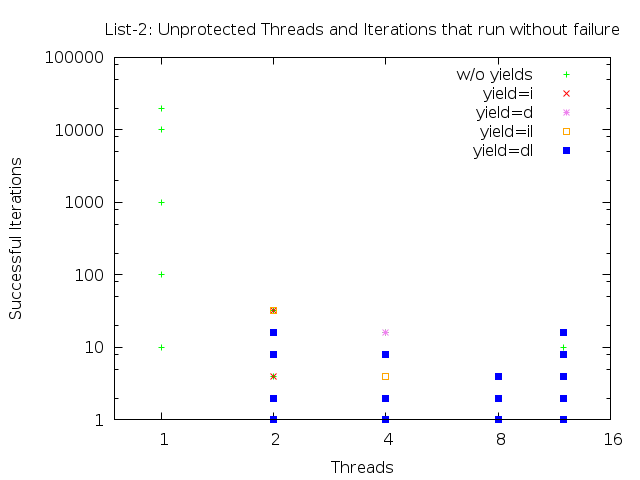 List-2: Unprotected Threads and Iterations that run without failure
100000
10000
1000
100
10
1
Successful Iterations
w/o yields
yield=i
yield=d
yield=il
yield=dl
1
2
4
8
16
Threads